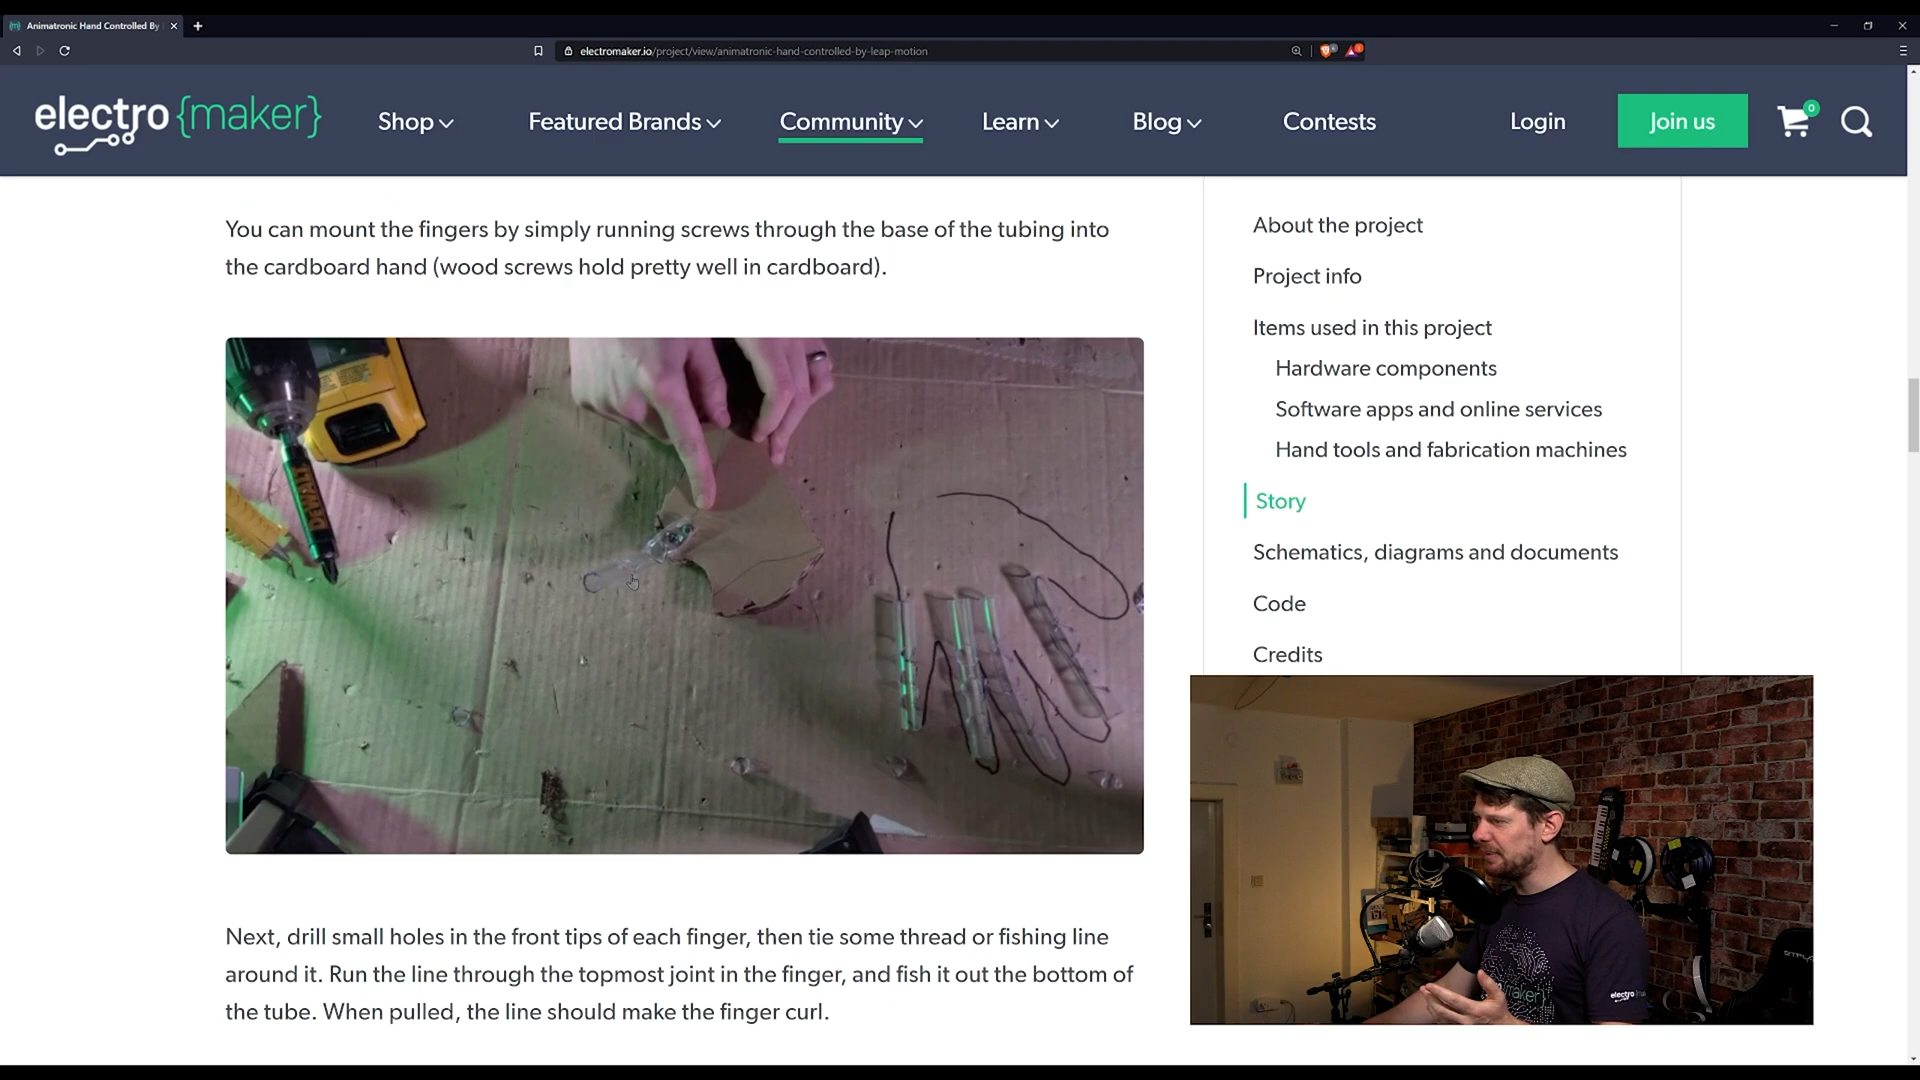 Animatronic Hand Controlled By
electromaker.io/project/view/animatronic-hand-controlled-by-leap-motion
electro {maker}
Shop
Featured Brands
Community
Learn
Blog
Contests
Login
Join us
0
You can mount the fingers by simply running screws through the base of the tubing into
the cardboard hand (wood screws hold pretty well in cardboard).
DEWALT
Next, drill small holes in the front tips of each finger, then tie some thread or fishing line
around it. Run the line through the topmost joint in the finger, and fish it out the bottom of
the tube. When pulled, the line should make the finger curl.
About the project
Project info
Items used in this project
Hardware components
Software apps and online services
Hand tools and fabrication machines
Story
Schematics, diagrams and documents
Code
Credits